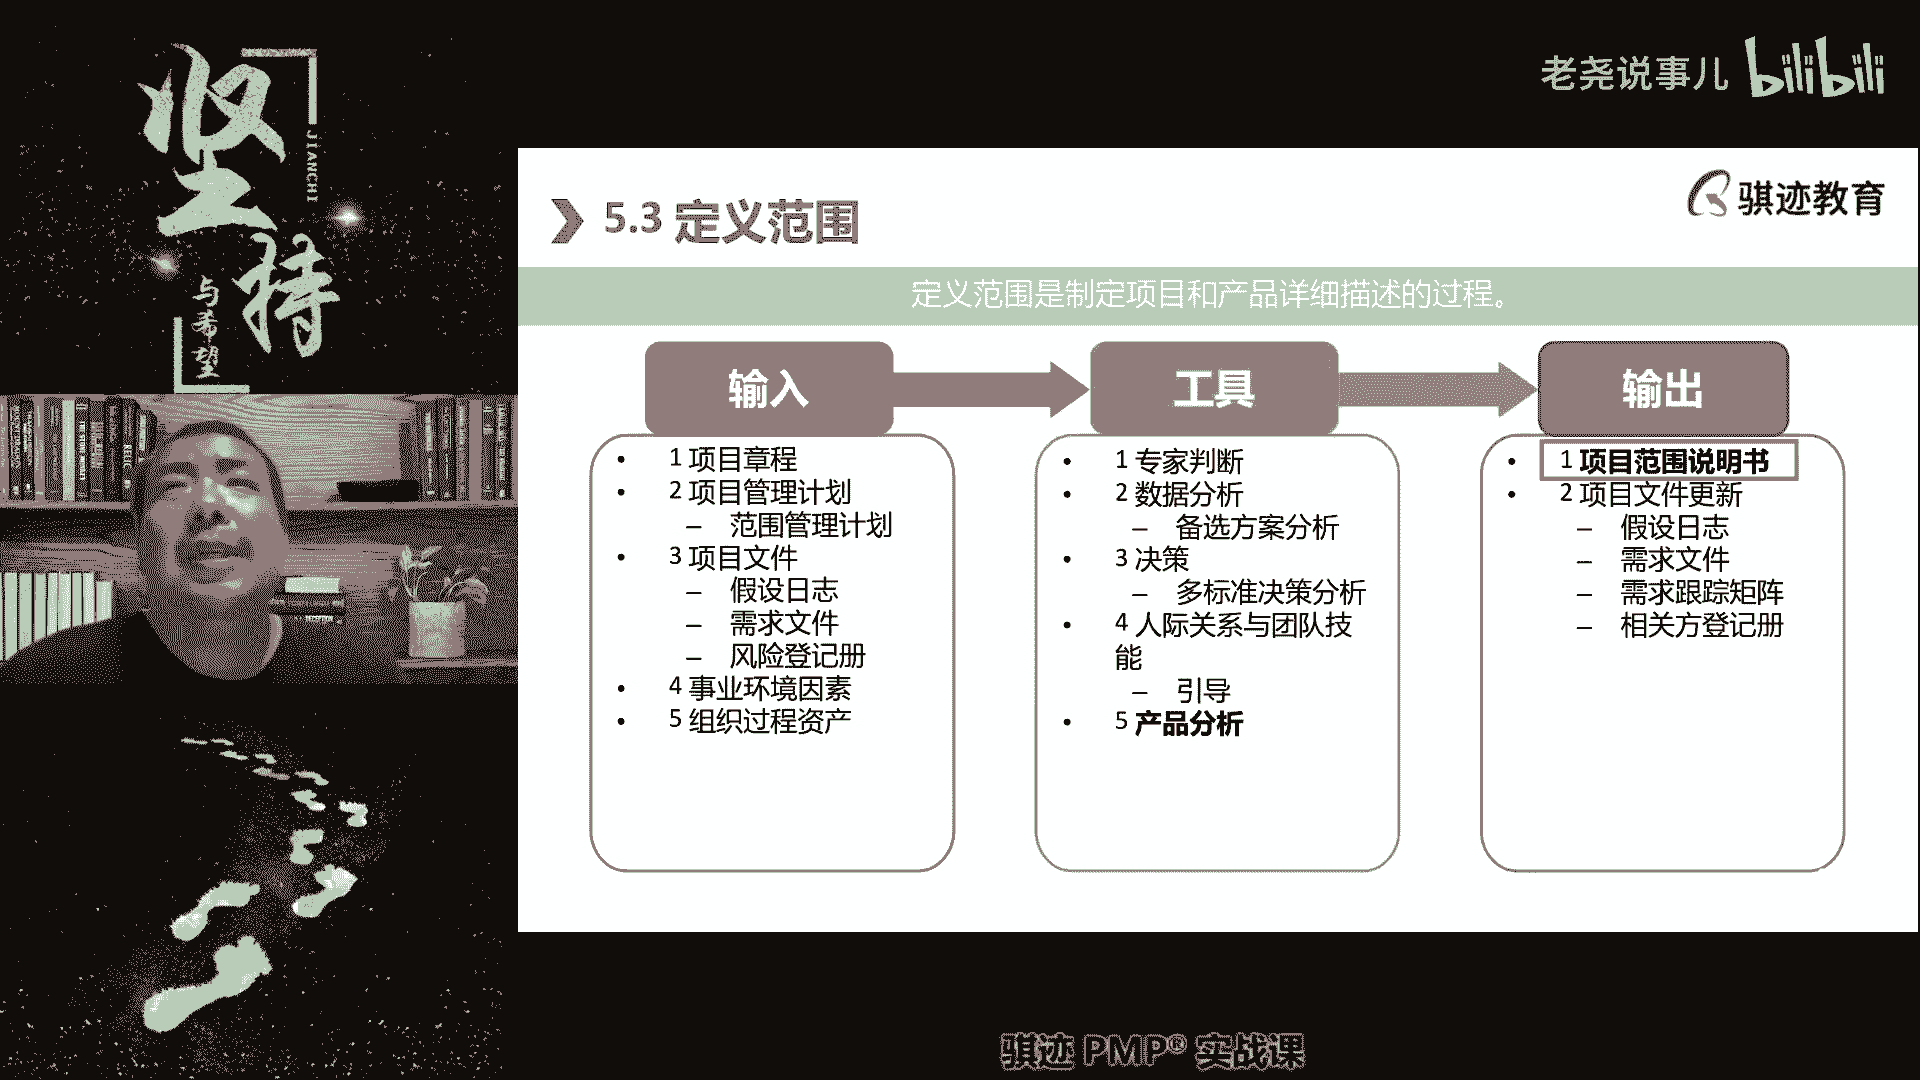 坚持
JIANCHI
与希望
老尧说事儿 bilibili
骐迹教育
5.3 定义范围
定义范围是制定项目和产品详细描述的过程。
输入
1 项目章程
2 项目管理计划
– 范围管理计划
3 项目文件
– 假设日志
– 需求文件
– 风险登记册
4 事业环境因素
5 组织过程资产
工具
1 专家判断
2 数据分析
– 备选方案分析
3 决策
– 多标准决策分析
4 人际关系与团队技
能
– 引导
5 产品分析
输出
1 项目范围说明书
2 项目文件更新
– 假设日志
– 需求文件
– 需求跟踪矩阵
– 相关方登记册
骐迹 PMP® 实战课